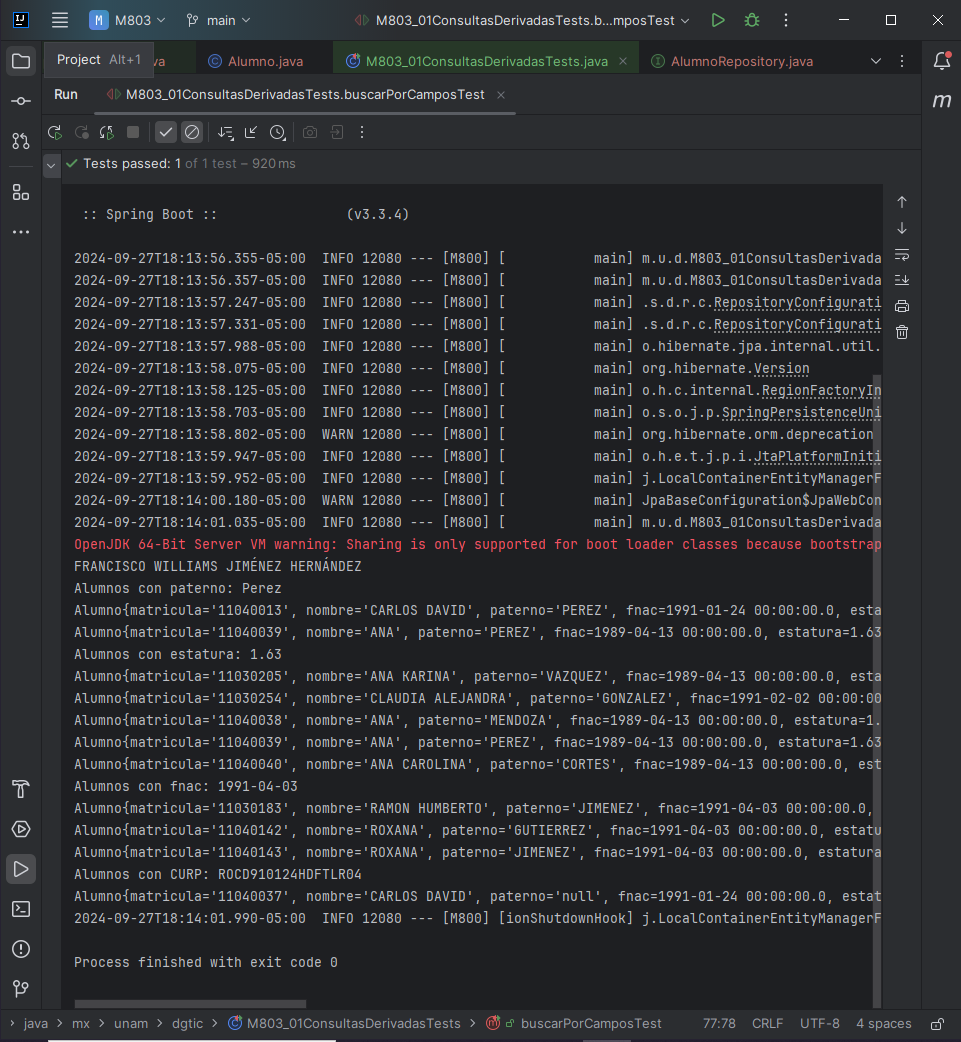 M M803 main M803_01ConsultasDerivadasTests.b...mposTest
Project Alt+1 va Alumno.java M803_01ConsultasDerivadasTests.java AlumnoRepository.java
Run M803_01ConsultasDerivadasTests.buscarPorCamposTest
Tests passed: 1 of 1 test – 920 ms
:: Spring Boot :: (v3.3.4)
2024-09-27T18:13:56.355-05:00 INFO 12080 --- [M800] [ main] m.u.d.M803_01ConsultasDerivada
2024-09-27T18:13:56.357-05:00 INFO 12080 --- [M800] [ main] m.u.d.M803_01ConsultasDerivada
2024-09-27T18:13:57.247-05:00 INFO 12080 --- [M800] [ main] .s.d.r.c.RepositoryConfigurati
2024-09-27T18:13:57.331-05:00 INFO 12080 --- [M800] [ main] .s.d.r.c.RepositoryConfigurati
2024-09-27T18:13:57.988-05:00 INFO 12080 --- [M800] [ main] o.hibernate.jpa.internal.util.
2024-09-27T18:13:58.075-05:00 INFO 12080 --- [M800] [ main] org.hibernate.Version
2024-09-27T18:13:58.125-05:00 INFO 12080 --- [M800] [ main] o.h.c.internal.RegionFactoryIn
2024-09-27T18:13:58.703-05:00 INFO 12080 --- [M800] [ main] o.s.o.j.p.SpringPersistenceUni
2024-09-27T18:13:58.802-05:00 WARN 12080 --- [M800] [ main] org.hibernate.orm.deprecation
2024-09-27T18:13:59.947-05:00 INFO 12080 --- [M800] [ main] o.h.e.t.j.p.i.JtaPlatformIniti
2024-09-27T18:13:59.952-05:00 INFO 12080 --- [M800] [ main] j.LocalContainerEntityManagerF
2024-09-27T18:14:00.180-05:00 WARN 12080 --- [M800] [ main] JpaBaseConfiguration$JpaWebCon
2024-09-27T18:14:01.035-05:00 INFO 12080 --- [M800] [ main] m.u.d.M803_01ConsultasDerivada
OpenJDK 64-Bit Server VM warning: Sharing is only supported for boot loader classes because bootstrap
FRANCISCO WILLIAMS JIMÉNEZ HERNÁNDEZ
Alumnos con paterno: Perez
Alumno{matricula='11040013', nombre='CARLOS DAVID', paterno='PEREZ', fnac=1991-01-24 00:00:00.0, esta
Alumno{matricula='11040039', nombre='ANA', paterno='PEREZ', fnac=1989-04-13 00:00:00.0, estatura=1.63
Alumnos con estatura: 1.63
Alumno{matricula='11030205', nombre='ANA KARINA', paterno='VAZQUEZ', fnac=1989-04-13 00:00:00.0, esta
Alumno{matricula='11030254', nombre='CLAUDIA ALEJANDRA', paterno='GONZALEZ', fnac=1991-02-02 00:00:00
Alumno{matricula='11040038', nombre='ANA', paterno='MENDOZA', fnac=1989-04-13 00:00:00.0, estatura=1.
Alumno{matricula='11040039', nombre='ANA', paterno='PEREZ', fnac=1989-04-13 00:00:00.0, estatura=1.63
Alumno{matricula='11040040', nombre='ANA CAROLINA', paterno='CORTES', fnac=1989-04-13 00:00:00.0, est
Alumnos con fnac: 1991-04-03
Alumno{matricula='11030183', nombre='RAMON HUMBERTO', paterno='JIMENEZ', fnac=1991-04-03 00:00:00.0,
Alumno{matricula='11040142', nombre='ROXANA', paterno='GUTIERREZ', fnac=1991-04-03 00:00:00.0, estatu
Alumno{matricula='11040143', nombre='ROXANA', paterno='JIMENEZ', fnac=1991-04-03 00:00:00.0, estatura
Alumnos con CURP: ROCD910124HDFTLR04
Alumno{matricula='11040037', nombre='CARLOS DAVID', paterno='null', fnac=1991-01-24 00:00:00.0, estat
2024-09-27T18:14:01.990-05:00 INFO 12080 --- [M800] [ionShutdownHook] j.LocalContainerEntityManagerF
Process finished with exit code 0
java > mx > unam > dgtic > M803_01ConsultasDerivadasTests > buscarPorCamposTest 77:78 CRLF UTF-8 4 spaces